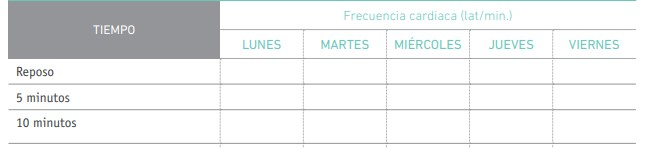 Frecuencia cardiaca (lat/min.)
TIEMPO
LUNES MARTES MIÉRCOLES JUEVES VIERNES
Reposo
5 minutos
10 minutos